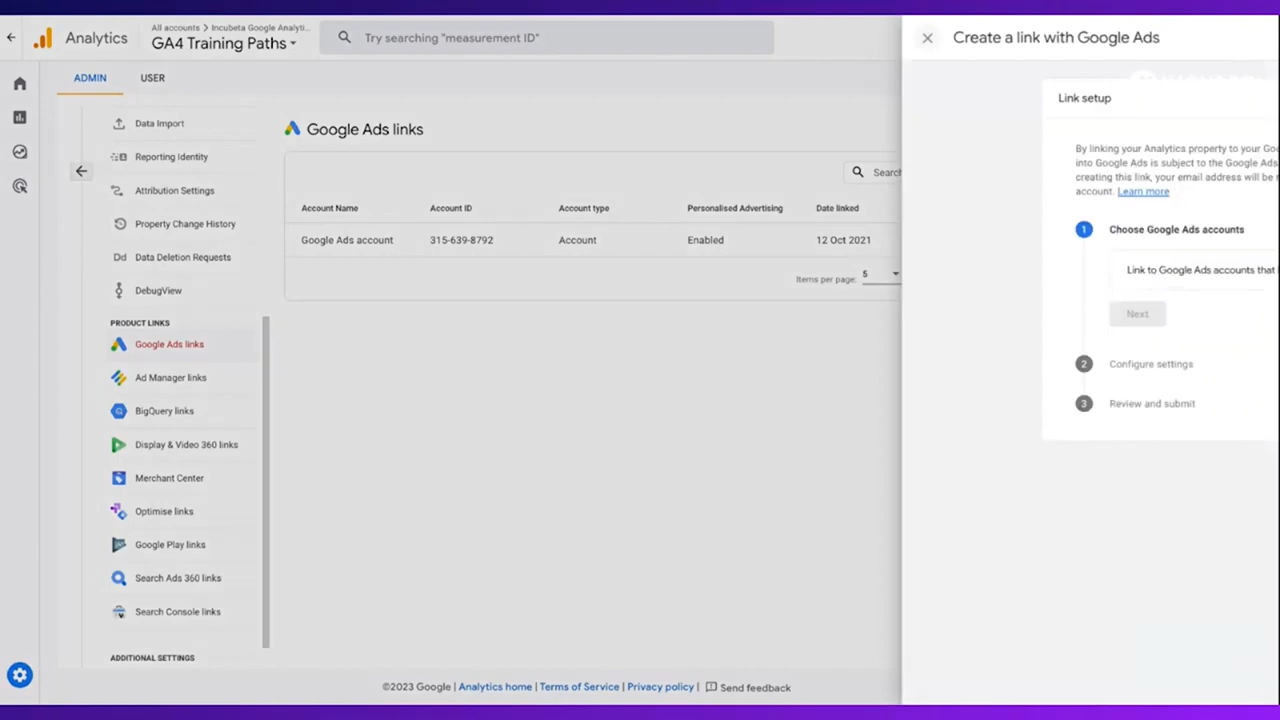 All accounts > Incubeta Google Analyti...
Analytics
GA4 Training Paths
Try searching "measurement ID"
Create a link with Google Ads
ADMIN
USER
Data Import
Reporting Identity
Attribution Settings
Property Change History
Data Deletion Requests
Dd
DebugView
PRODUCT LINKS
Google Ads links
Ad Manager links
BigQuery links
Display & Video 360 links
Merchant Center
Optimise links
Google Play links
Search Ads 360 links
Search Console links
ADDITIONAL SETTINGS
Google Ads links
Search
Account Name
Account ID
Account type
Personalised Advertising
Date linked
Google Ads account
315-639-8792
Account
Enabled
12 Oct 2021
Items per page: 5
Link setup
By linking your Analytics property to your Goo
into Google Ads is subject to the Google Ads
creating this link, your email address will be
account. Learn more
1 Choose Google Ads accounts
Link to Google Ads accounts that
Next
2 Configure settings
3 Review and submit
©2023 Google | Analytics home | Terms of Service | Privacy policy | Send feedback